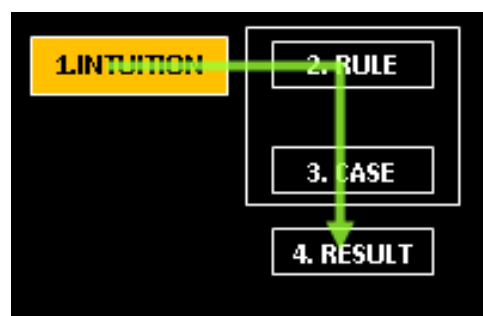 1.INTUITION
2. RULE
3. CASE
4. RESULT